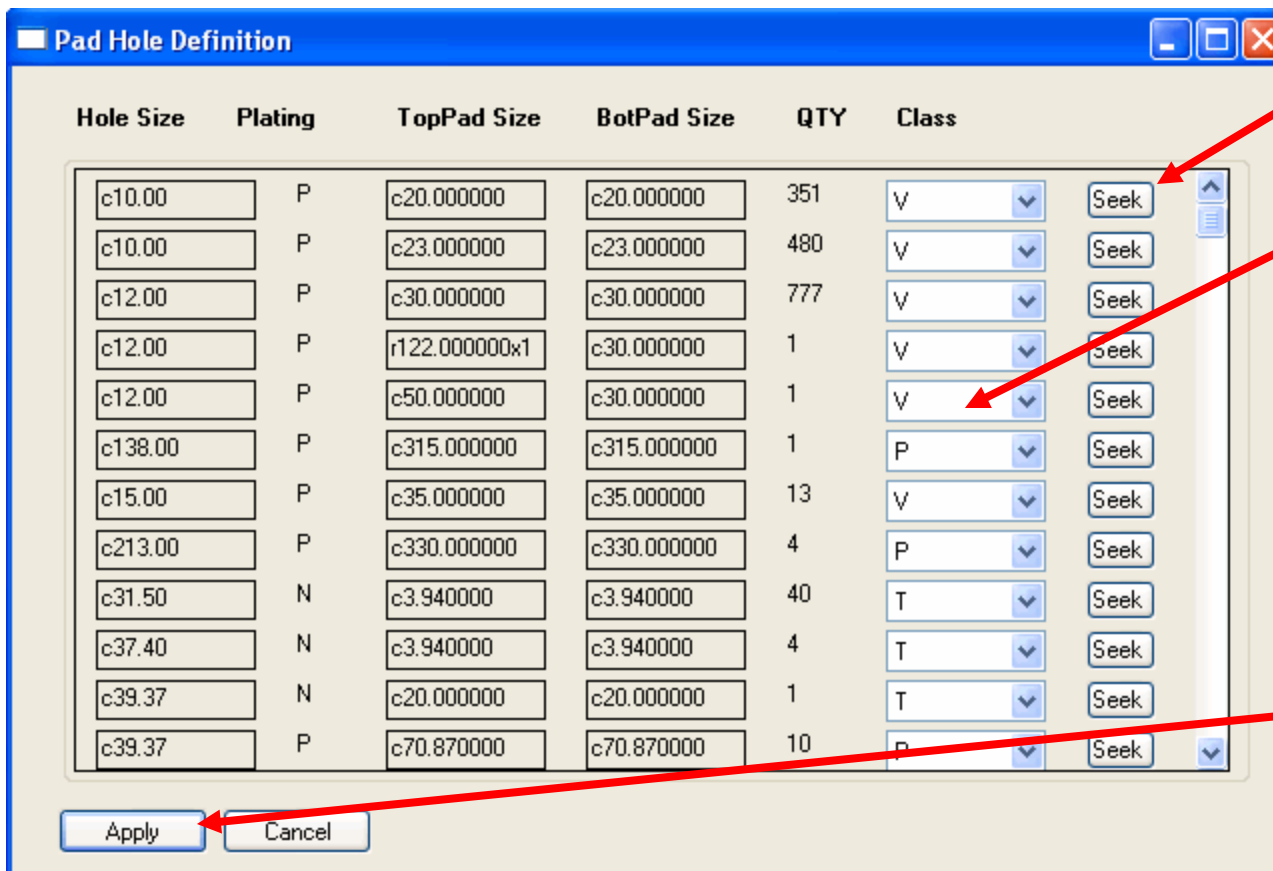 Pad Hole Definition
Hole Size Plating TopPad Size BotPad Size QTY Class
c10.00 P c20.000000 c20.000000 351 V Seek
c10.00 P c23.000000 c23.000000 480 V Seek
c12.00 P c30.000000 c30.000000 777 V Seek
c12.00 P r122.000000x1 c30.000000 1 V Seek
c12.00 P c50.000000 c30.000000 1 V Seek
c138.00 P c315.000000 c315.000000 1 P Seek
c15.00 P c35.000000 c35.000000 13 V Seek
c213.00 P c330.000000 c330.000000 4 P Seek
c31.50 N c3.940000 c3.940000 40 T Seek
c37.40 N c3.940000 c3.940000 4 T Seek
c39.37 N c20.000000 c20.000000 1 T Seek
c39.37 P c70.870000 c70.870000 10 P Seek
Apply Cancel